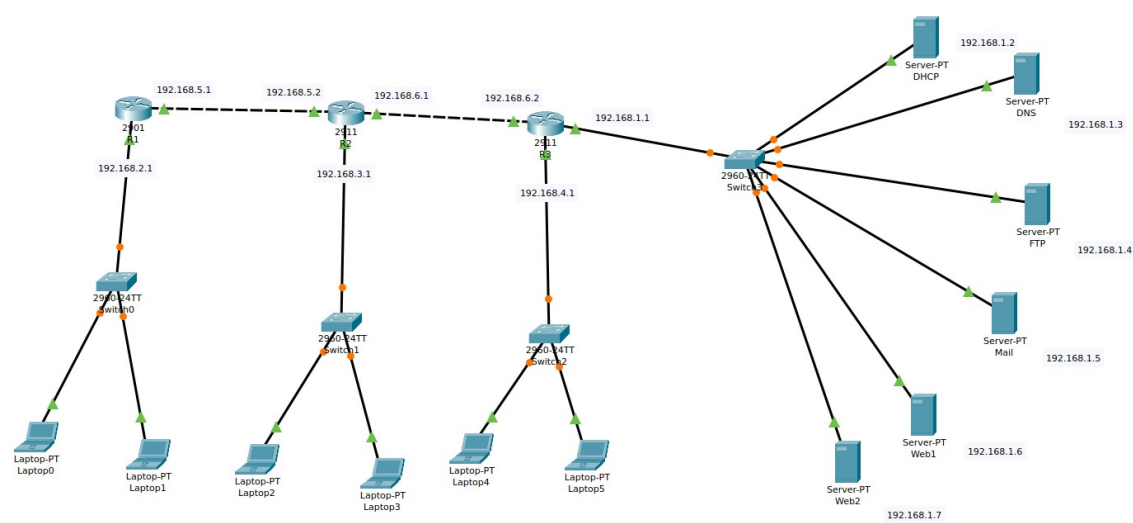 192.168.5.1
192.168.5.2
192.168.6.1
192.168.6.2
192.168.1.1
2901
R1
2911
R2
2911
R3
192.168.2.1
192.168.3.1
192.168.4.1
2960-24TT
Switch0
2960-24TT
Switch1
2960-24TT
Switch2
2960-24TT
Switch3
Laptop-PT
Laptop0
Laptop-PT
Laptop1
Laptop-PT
Laptop2
Laptop-PT
Laptop3
Laptop-PT
Laptop4
Laptop-PT
Laptop5
Server-PT
DHCP
192.168.1.2
Server-PT
DNS
192.168.1.3
Server-PT
FTP
192.168.1.4
Server-PT
Mail
192.168.1.5
Server-PT
Web1
192.168.1.6
Server-PT
Web2
192.168.1.7